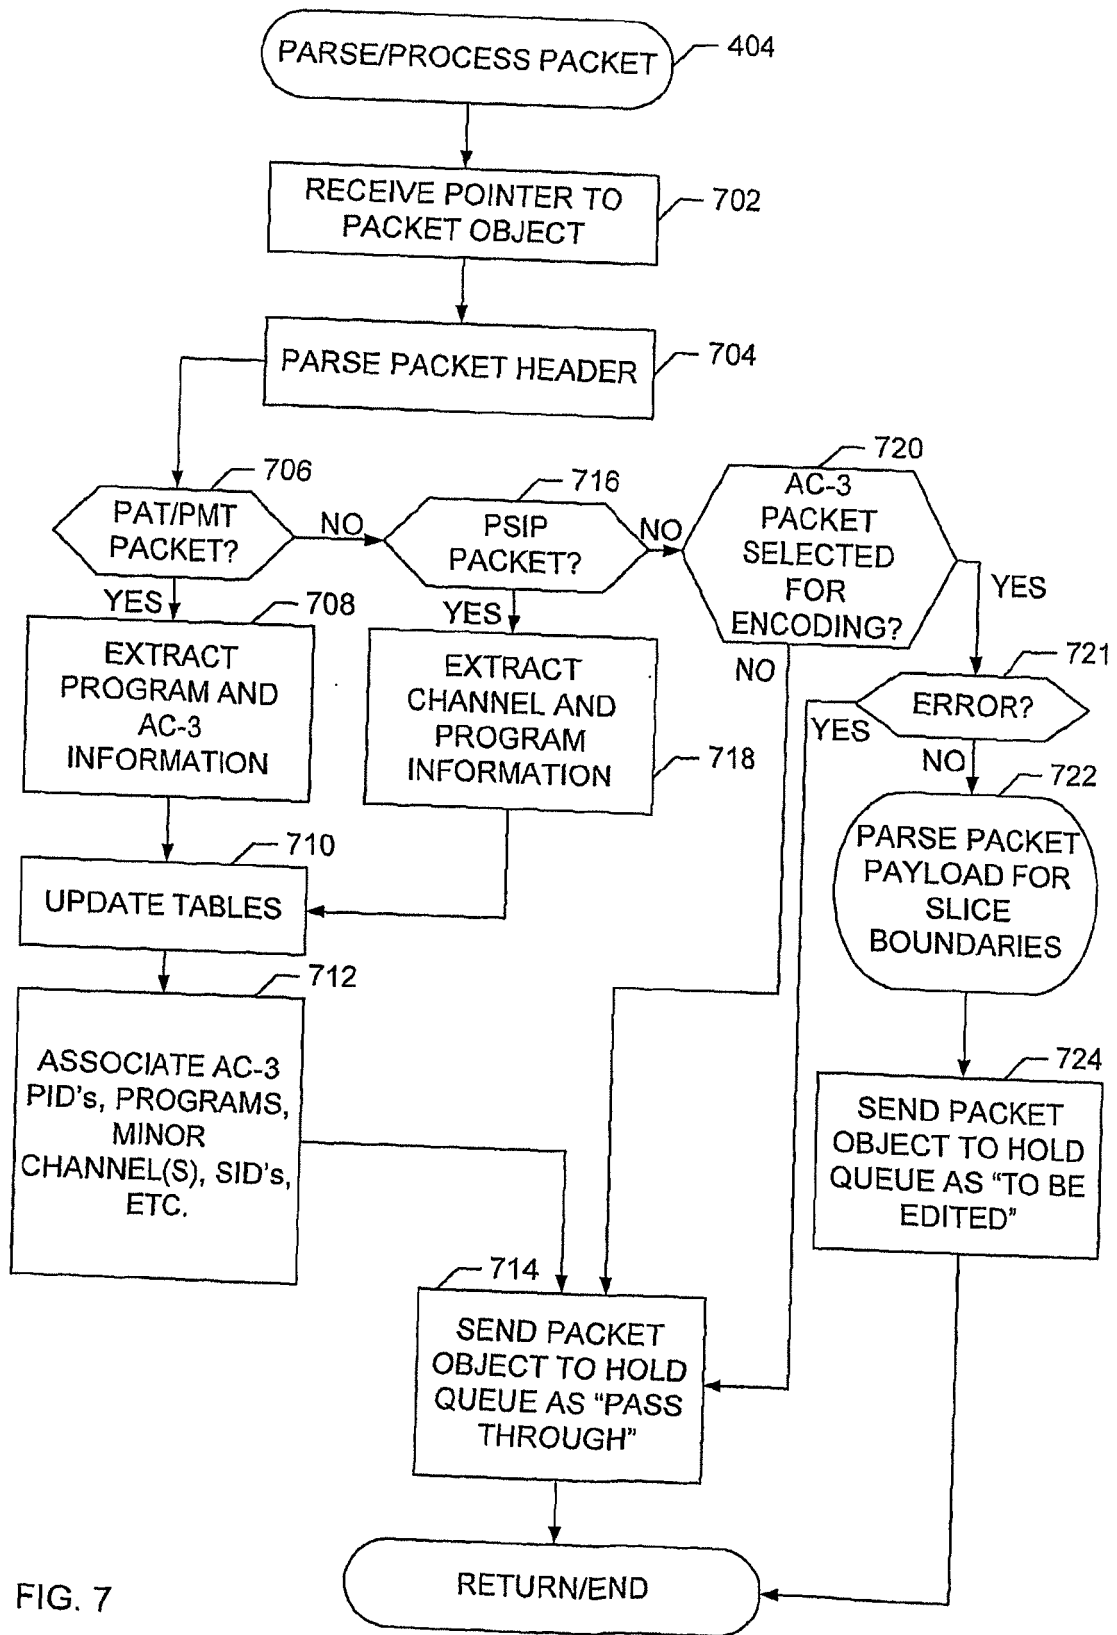 PARSE/PROCESS PACKET
404
RECEIVE POINTER TO
PACKET OBJECT
702
PARSE PACKET HEADER
704
706
PAT/PMT
PACKET?
NO
YES
716
PSIP
PACKET?
NO
YES
720
AC-3
PACKET
SELECTED
FOR
ENCODING?
YES
NO
708
EXTRACT
PROGRAM AND
AC-3
INFORMATION
EXTRACT
CHANNEL AND
PROGRAM
INFORMATION
718
721
ERROR?
YES
NO
722
PARSE PACKET
PAYLOAD FOR
SLICE
BOUNDARIES
710
UPDATE TABLES
712
ASSOCIATE AC-3
PID's, PROGRAMS,
MINOR
CHANNEL(S), SID's,
ETC.
724
SEND PACKET
OBJECT TO HOLD
QUEUE AS “TO BE
EDITED”
714
SEND PACKET
OBJECT TO HOLD
QUEUE AS “PASS
THROUGH”
RETURN/END
FIG. 7